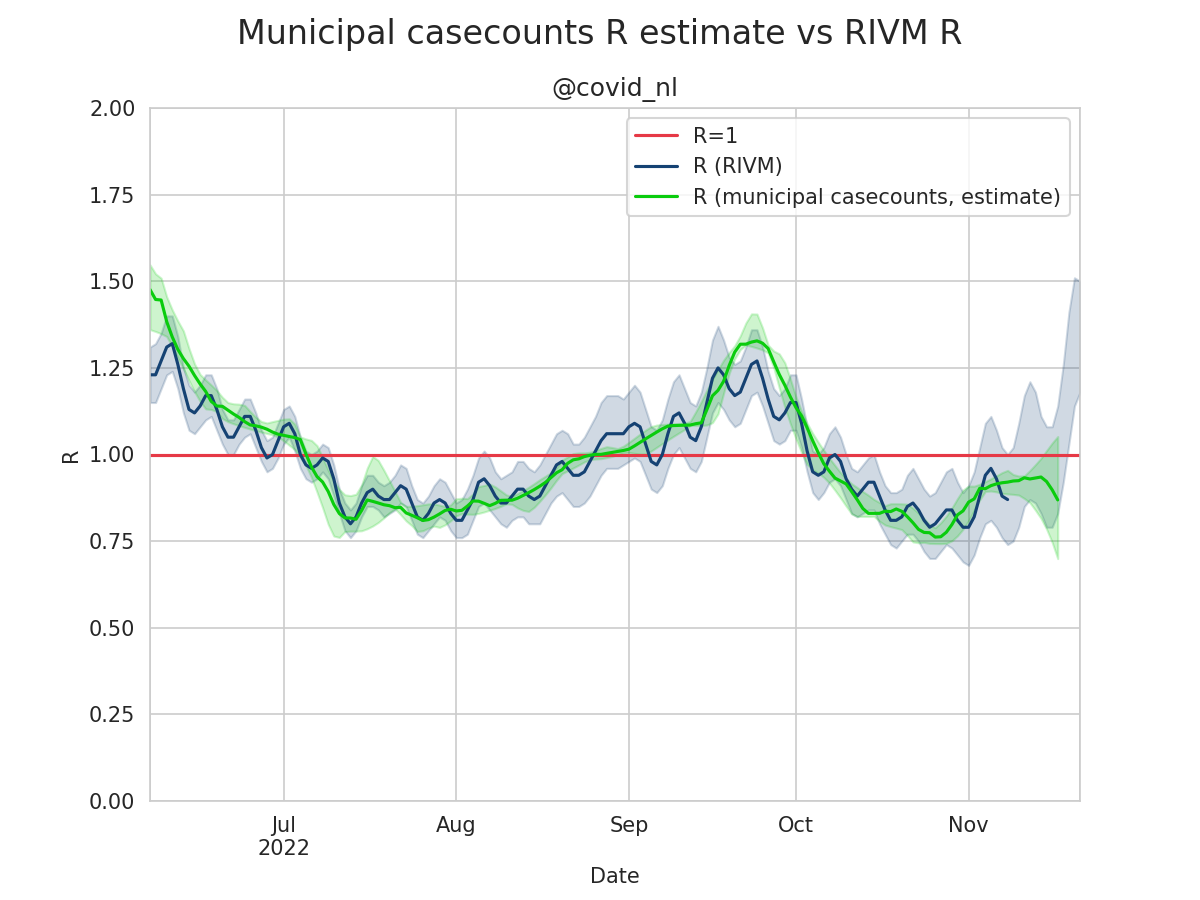 Municipal casecounts R estimate vs RIVM R
@covid_nl
R=1
R (RIVM)
R (municipal casecounts, estimate)
2.00
1.75
1.50
1.25
1.00
0.75
0.50
0.25
0.00
R
Jul Aug Sep Oct Nov
2022
Date